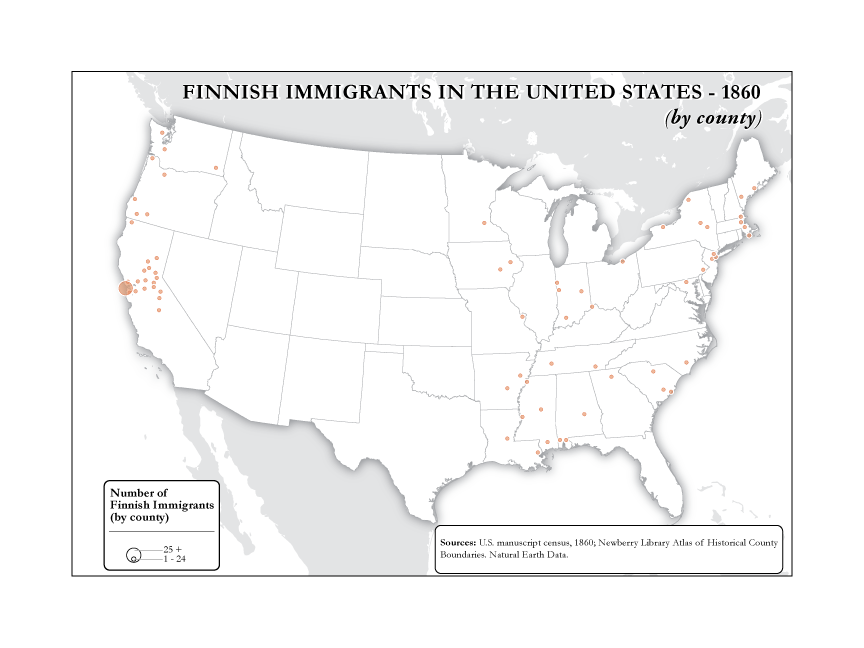 FINNISH IMMIGRANTS IN THE UNITED STATES - 1860
(by county)
Number of
Finnish Immigrants
(by county)
25 +
1 - 24
Sources: U.S. manuscript census, 1860; Newberry Library Atlas of Historical County
Boundaries. Natural Earth Data.